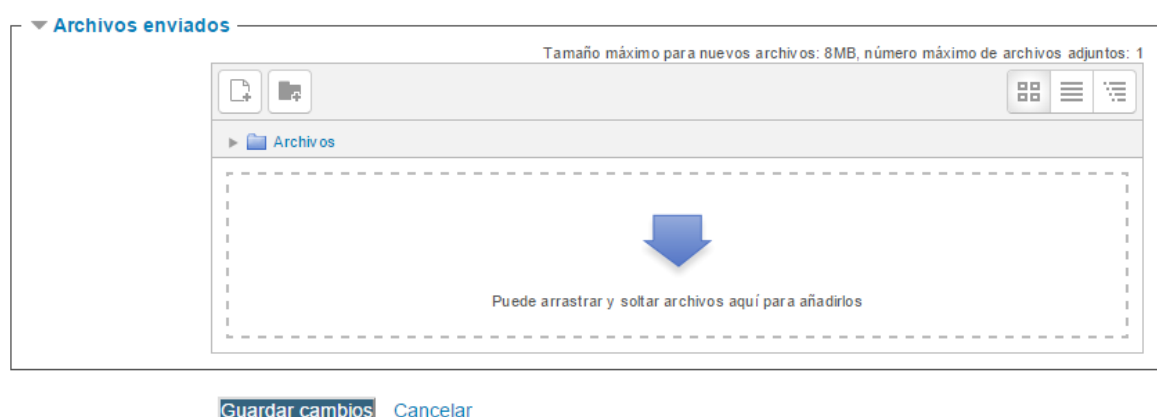 Archivos enviados
Tamaño máximo para nuevos archivos: 8MB, número máximo de archivos adjuntos: 1
Archivos
Puede arrastrar y soltar archivos aquí para añadirlos
Guardar cambios Cancelar